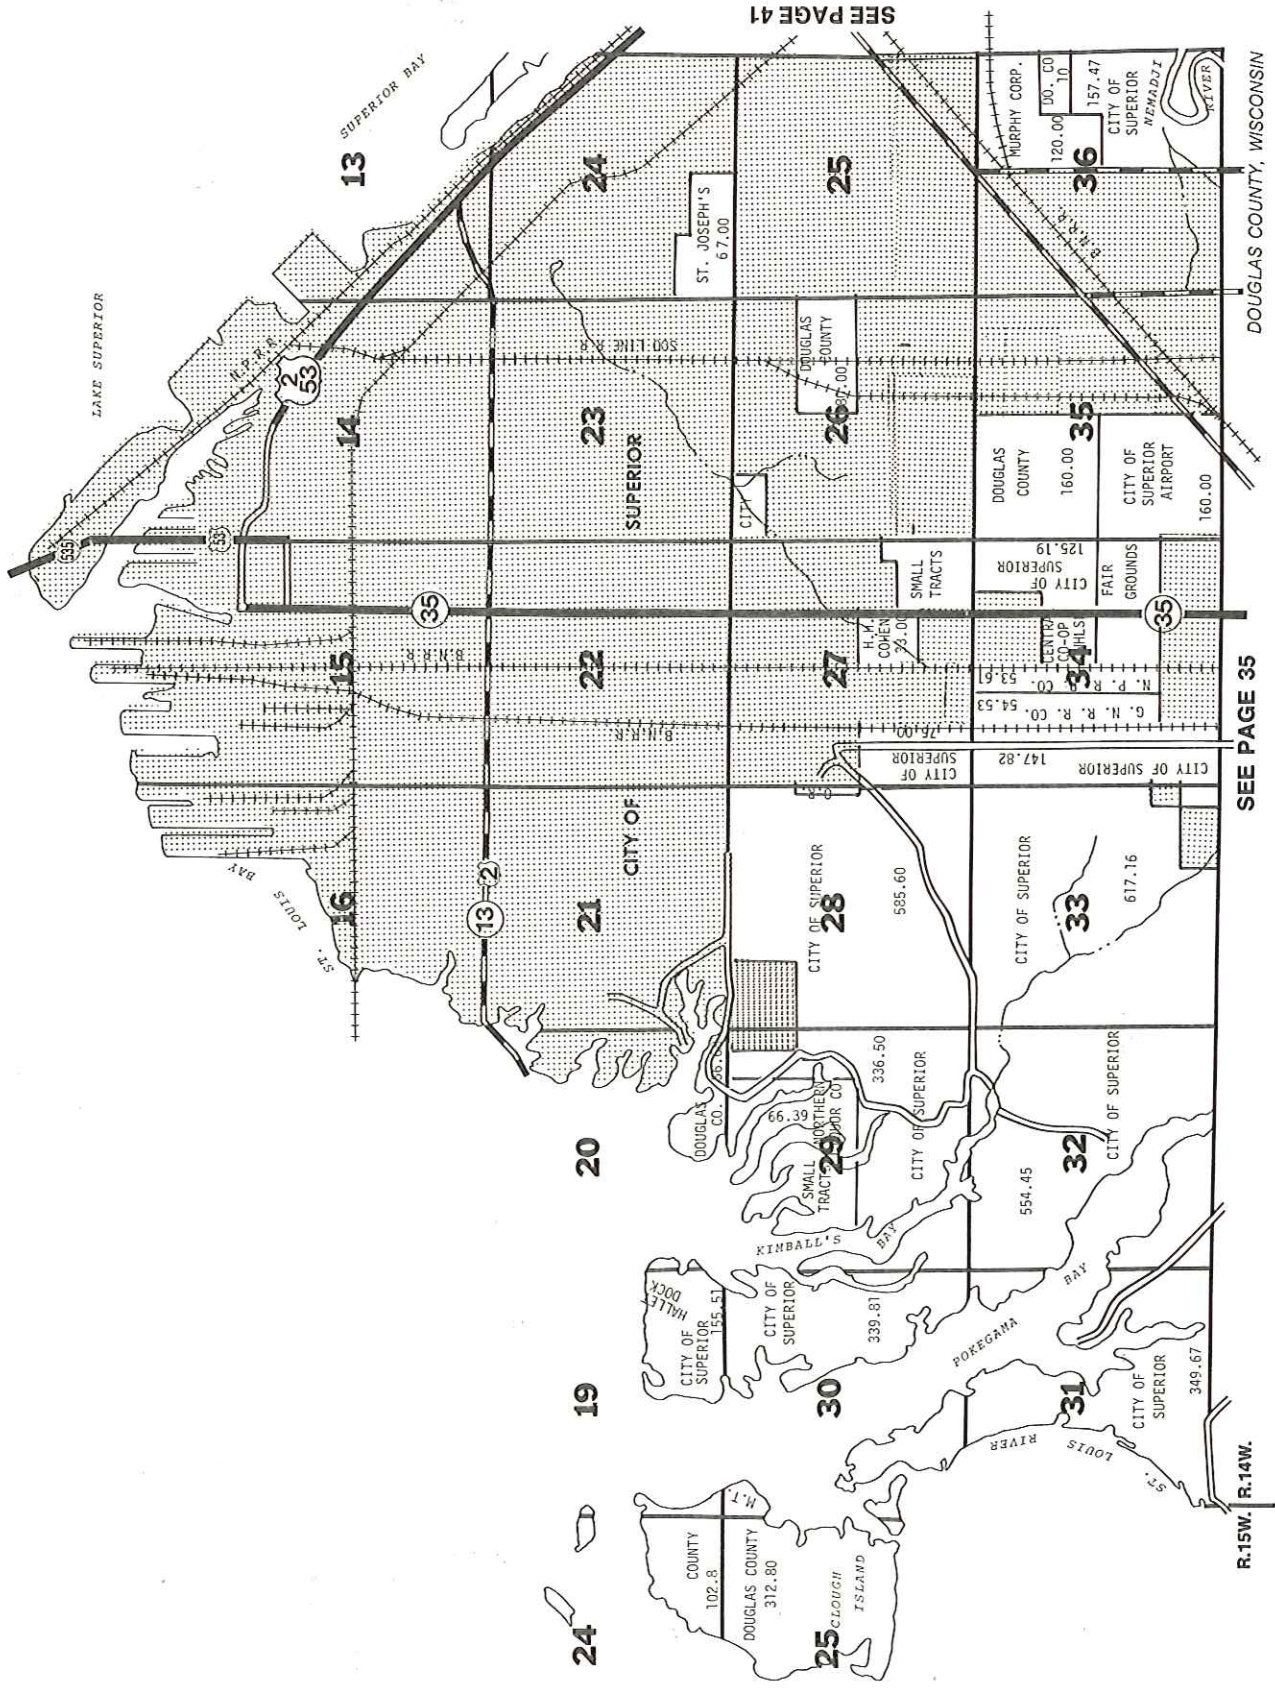 SEE PAGE 41
LAKE SUPERIOR
SUPERIOR BAY
13
535
53
N.P.R.R.
2
53
14
15
B.N.R.R.
35
16
ST. LOUIS BAY
13
2
24
ST. JOSEPH'S
67.00
SOO LINE R.R.
23
SUPERIOR
22
B.N.R.R.
CITY OF
21
20
DOUGLAS
CO.
19
HALLET
DOCK
CITY OF
SUPERIOR
155.51
24
COUNTY
102.8
25
DOUGLAS
COUNTY
80.00
26
CITY
SMALL
TRACTS
H.W.
COWEN
33.00
27
76.00
CITY OF
SUPERIOR
CITY OF SUPERIOR
28
585.60
336.50
CITY OF SUPERIOR
99.39
NORTHERN
CO
SMALL
TRACT
29
KIMBALL'S
BAY
CITY OF
SUPERIOR
339.81
30
M.T.
DOUGLAS COUNTY
312.80
25
CLOUGH
ISLAND
MURPHY CORP.
DO. CO
10
120.00
157.47
CITY OF
SUPERIOR
NEMADJI
RIVER
36
B.N.R.R.
35
DOUGLAS
COUNTY
160.00
CITY OF
SUPERIOR
AIRPORT
160.00
CITY OF
SUPERIOR
125.19
FAIR
GROUNDS
35
CENTRA
CO-OP
WHLS
34
N. P. R. R. CO.
53.61
G. N. R. R. CO.
54.53
147.82
CITY OF SUPERIOR
CITY OF SUPERIOR
33
617.16
CITY OF SUPERIOR
32
554.45
POKEGAMA
BAY
31
CITY OF
SUPERIOR
349.67
ST. LOUIS RIVER
R.15W. R.14W.
SEE PAGE 35
DOUGLAS COUNTY, WISCONSIN